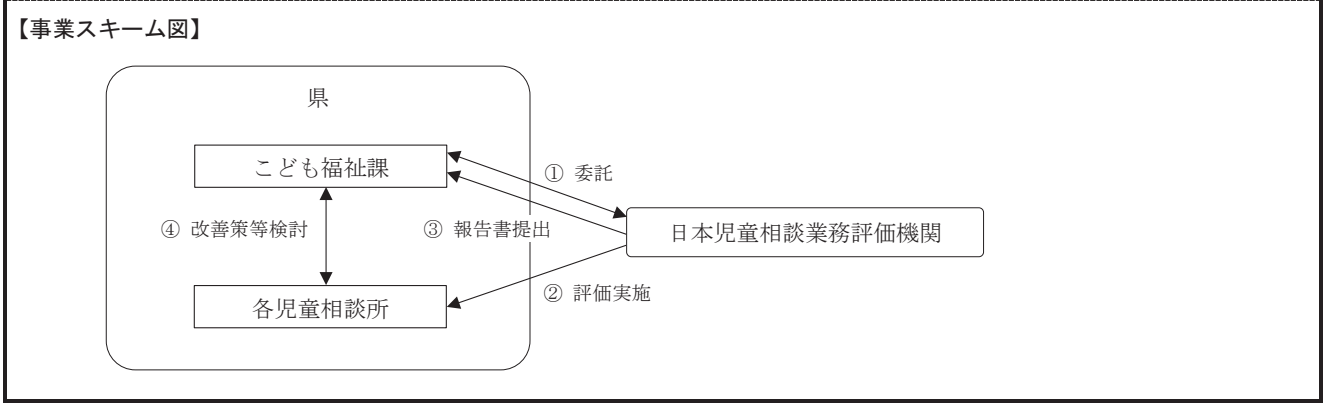 【事業スキーム図】
県
こども福祉課
① 委託
④ 改善策等検討
③ 報告書提出
日本児童相談業務評価機関
各児童相談所
② 評価実施